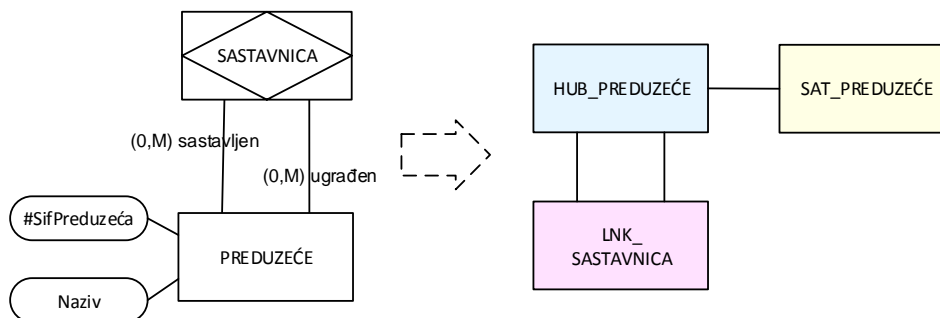 SASTAVNICA
(0,M) sastavljen
(0,M) ugrađen
#SifPreduzeća
PREDUZEĆE
Naziv
HUB_PREDUZEĆE
SAT_PREDUZEĆE
LNK_
SASTAVNICA